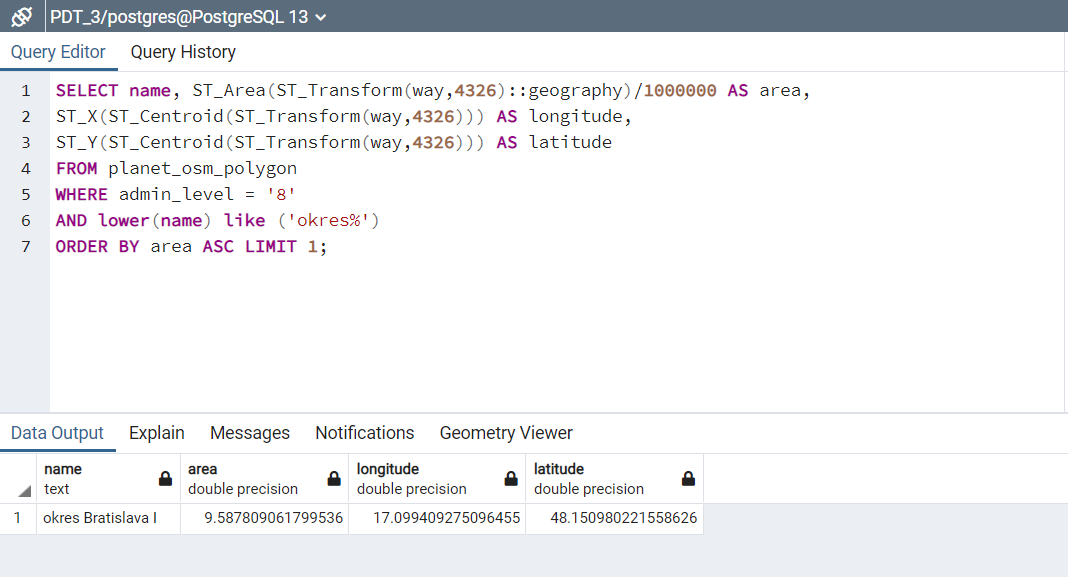 PDT_3/postgres@PostgreSQL 13
Query Editor Query History
1 SELECT name, ST_Area(ST_Transform(way,4326)::geography)/1000000 AS area,
2 ST_X(ST_Centroid(ST_Transform(way,4326))) AS longitude,
3 ST_Y(ST_Centroid(ST_Transform(way,4326))) AS latitude
4 FROM planet_osm_polygon
5 WHERE admin_level = '8'
6 AND lower(name) like ('okres%')
7 ORDER BY area ASC LIMIT 1;
Data Output Explain Messages Notifications Geometry Viewer
name area longitude latitude
text double precision double precision double precision
1 okres Bratislava I 9.587809061799536 17.099409275096455 48.150980221558626